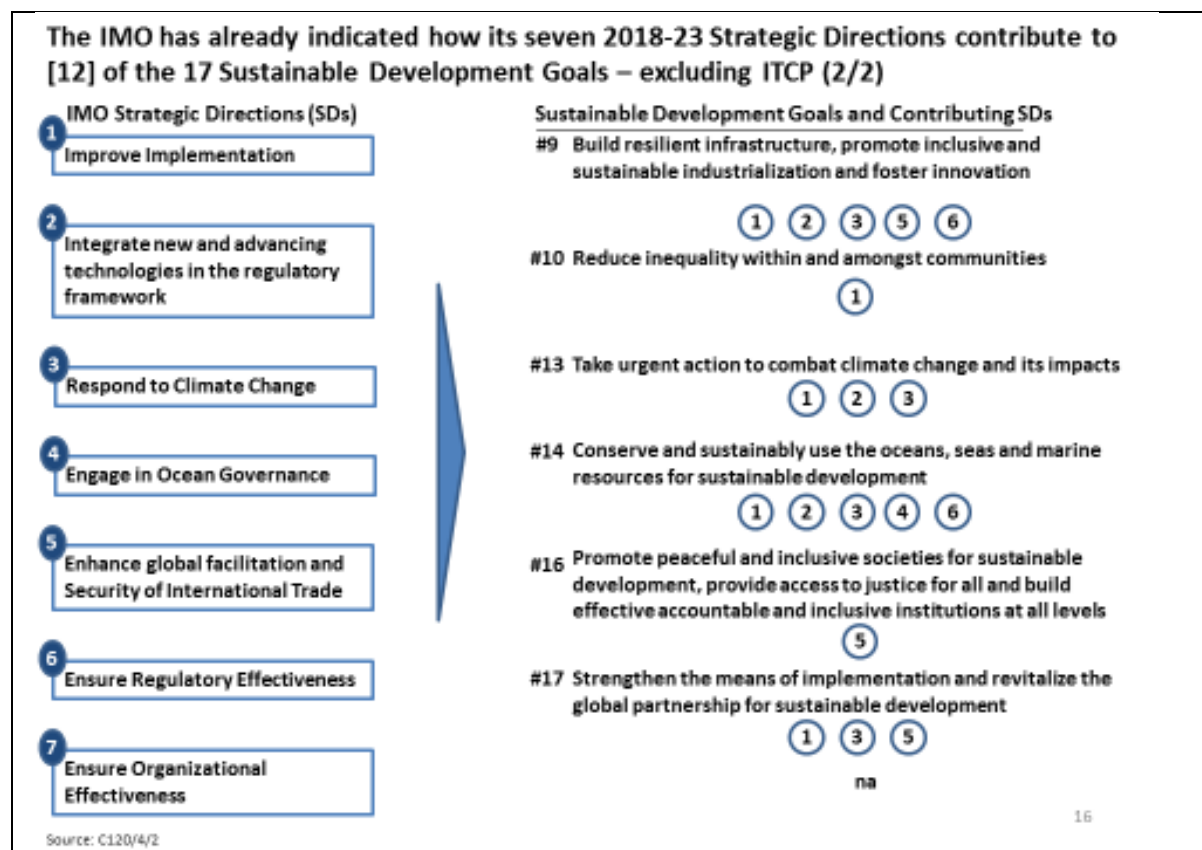 The IMO has already indicated how its seven 2018-23 Strategic Directions contribute to
[12] of the 17 Sustainable Development Goals – excluding ITCP (2/2)
IMO Strategic Directions (SDs)
1
Improve Implementation
2
Integrate new and advancing
technologies in the regulatory
framework
3
Respond to Climate Change
4
Engage in Ocean Governance
5
Enhance global facilitation and
Security of International Trade
6
Ensure Regulatory Effectiveness
7
Ensure Organizational
Effectiveness
Sustainable Development Goals and Contributing SDs
#9 Build resilient infrastructure, promote inclusive and
sustainable industrialization and foster innovation
1 2 3 5 6
#10 Reduce inequality within and amongst communities
1
#13 Take urgent action to combat climate change and its impacts
1 2 3
#14 Conserve and sustainably use the oceans, seas and marine
resources for sustainable development
1 2 3 4 6
#16 Promote peaceful and inclusive societies for sustainable
development, provide access to justice for all and build
effective accountable and inclusive institutions at all levels
5
#17 Strengthen the means of implementation and revitalize the
global partnership for sustainable development
1 3 5
na
16
Source: C120/4/2